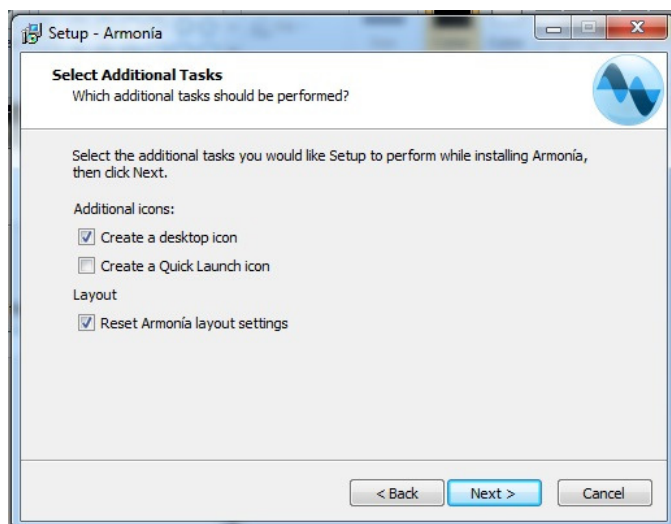 Setup - Armonía
Select Additional Tasks
Which additional tasks should be performed?
Select the additional tasks you would like Setup to perform while installing Armonía,
then click Next.
Additional icons:
Create a desktop icon
Create a Quick Launch icon
Layout
Reset Armonía layout settings
< Back Next > Cancel